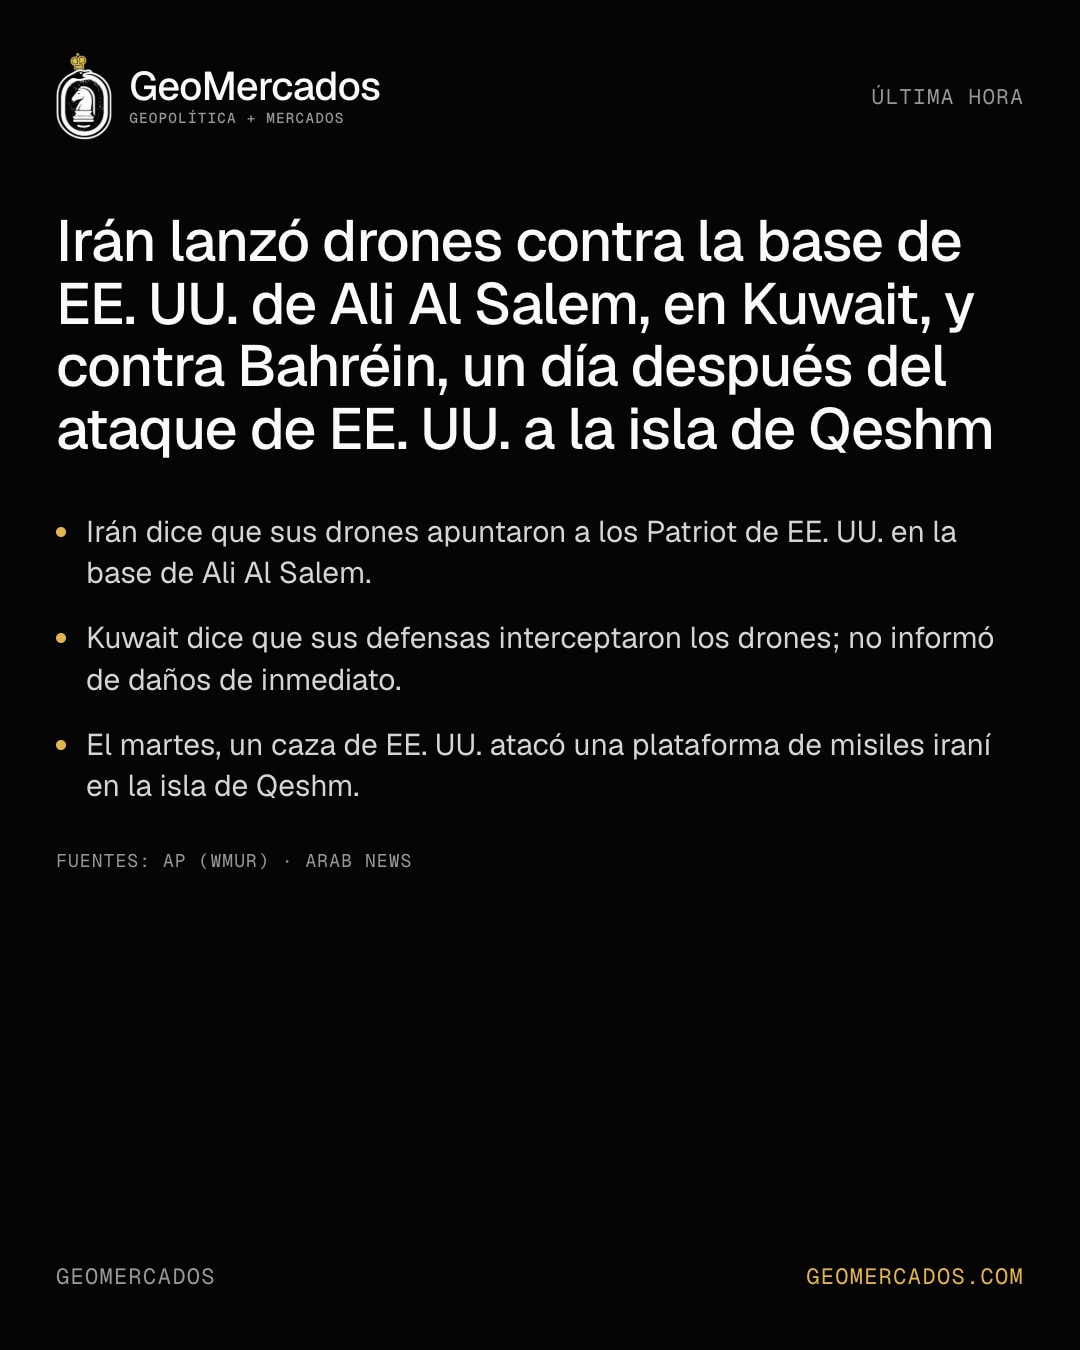 GeoMercados
GEOPOLÍTICA + MERCADOS
ÚLTIMA HORA
Irán lanzó drones contra la base de
EE. UU. de Ali Al Salem, en Kuwait, y
contra Bahréin, un día después del
ataque de EE. UU. a la isla de Qeshm
• Irán dice que sus drones apuntaron a los Patriot de EE. UU. en la
base de Ali Al Salem.
• Kuwait dice que sus defensas interceptaron los drones; no informó
de daños de inmediato.
• El martes, un caza de EE. UU. atacó una plataforma de misiles iraní
en la isla de Qeshm.
FUENTES: AP (WMUR) · ARAB NEWS
GEOMERCADOS
GEOMERCADOS.COM